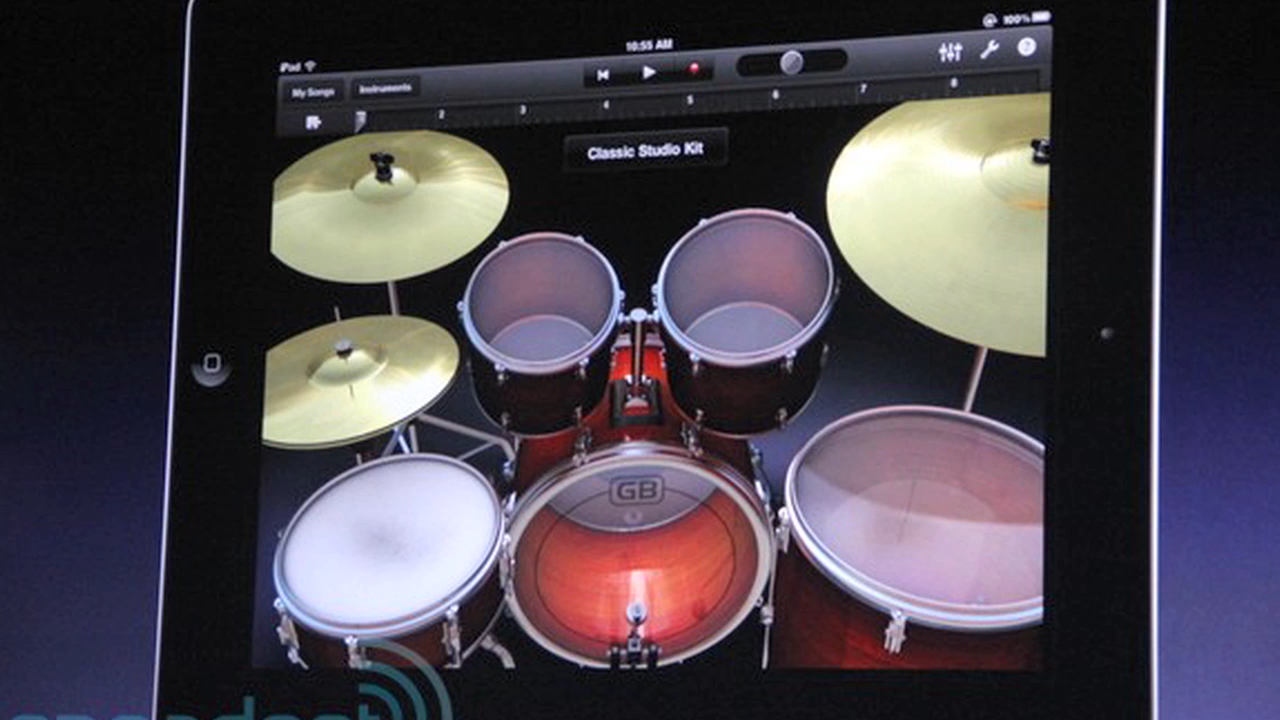 iPad
10:55 AM
100%
My Songs
Instruments
2 3 4 5 6 7 8
Classic Studio Kit
GB
engadget